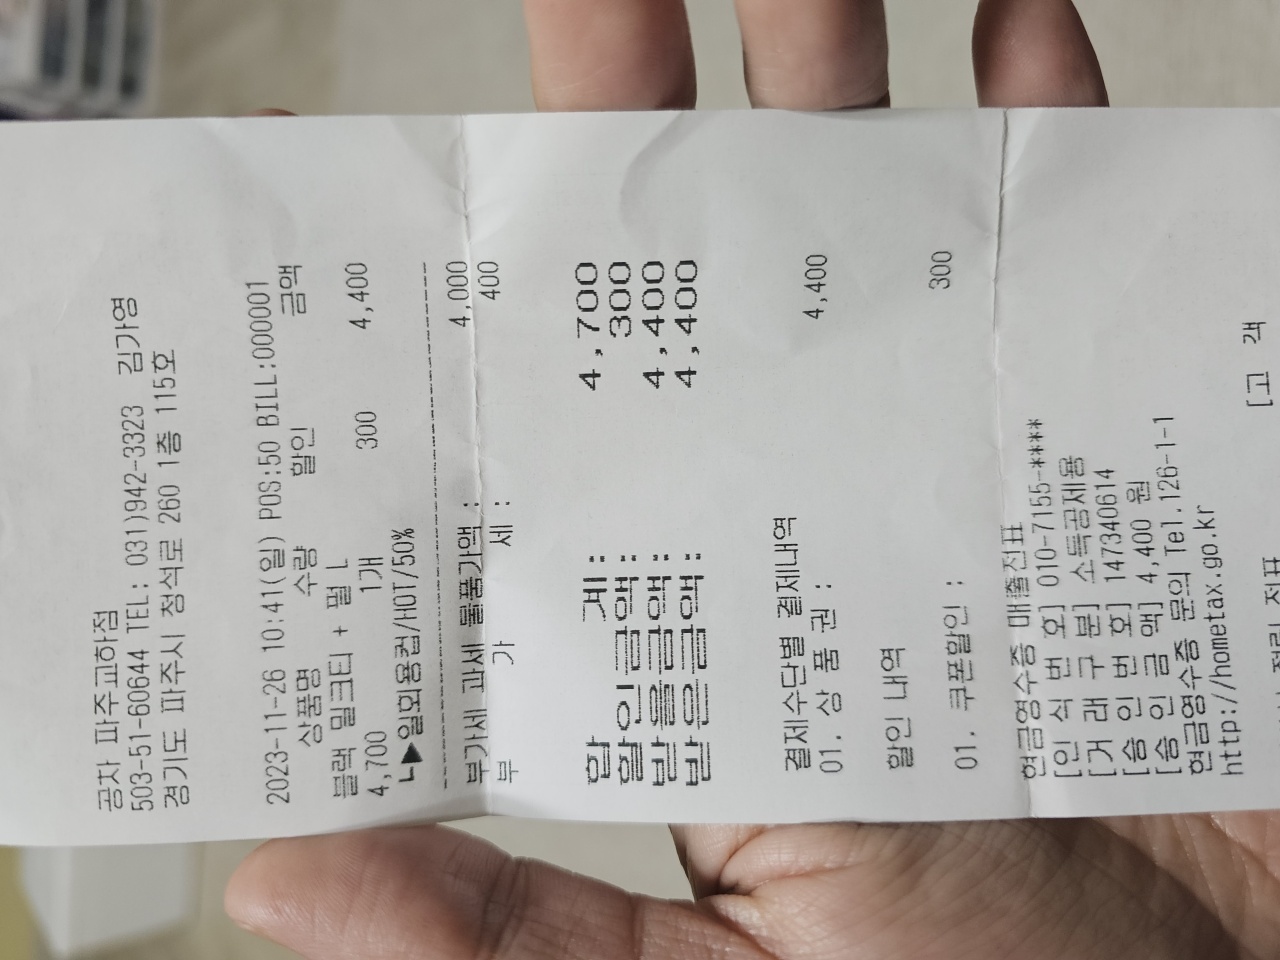 공차 파주교하점
503-51-60644 TEL: 031)942-3323 김가영
경기도 파주시 청석로 260 1층 115호
2023-11-26 10:41(일) POS:50 BILL:000001
상품명 수량 할인 금액
블랙 밀크티 + 펄 L
4,700 1개 300 4,400
┗▶일회용컵/HOT/50%
부가세 과세 물품가액 : 4,000
부 가 세 : 400
합 계: 4,700
할인금액: 300
받을금액: 4,400
받은금액: 4,400
결제수단별 결제내역
01. 상 품 권 : 4,400
할인 내역
01. 쿠폰할인 : 300
현금영수증 매출전표
[인 식 번 호] 010-7155-****
[거 래 구 분] 소득공제용
[승 인 번 호] 147340614
[승 인 금 액] 4,400 원
현금영수증 문의 Tel.126-1-1
http://hometax.go.kr
[고 객